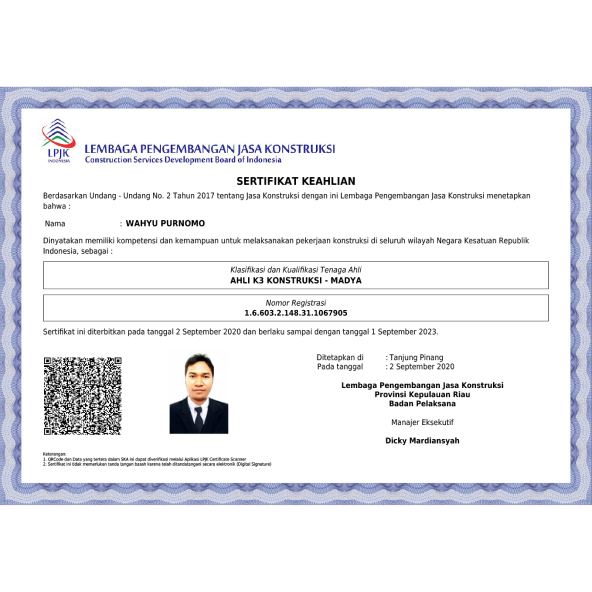 LPJK
INDONESIA
LEMBAGA PENGEMBANGAN JASA KONSTRUKSI
Construction Services Development Board of Indonesia
SERTIFIKAT KEAHLIAN
Berdasarkan Undang - Undang No. 2 Tahun 2017 tentang Jasa Konstruksi dengan ini Lembaga Pengembangan Jasa Konstruksi menetapkan
bahwa :
Nama : WAHYU PURNOMO
Dinyatakan memiliki kompetensi dan kemampuan untuk melaksanakan pekerjaan konstruksi di seluruh wilayah Negara Kesatuan Republik
Indonesia, sebagai :
Klasifikasi dan Kualifikasi Tenaga Ahli
AHLI K3 KONSTRUKSI - MADYA
Nomor Registrasi
1.6.603.2.148.31.1067905
Sertifikat ini diterbitkan pada tanggal 2 September 2020 dan berlaku sampai dengan tanggal 1 September 2023.
Ditetapkan di : Tanjung Pinang
Pada tanggal : 2 September 2020
Lembaga Pengembangan Jasa Konstruksi
Provinsi Kepulauan Riau
Badan Pelaksana
Manajer Eksekutif
Dicky Mardiansyah
Keterangan:
1. QRCode dan Data yang tertera dalam SKA ini dapat diverifikasi melalui Aplikasi LPJK Certificate Scanner
2. Sertifikat ini tidak memerlukan tanda tangan basah karena telah ditandatangani secara elektronik (Digital Signature)